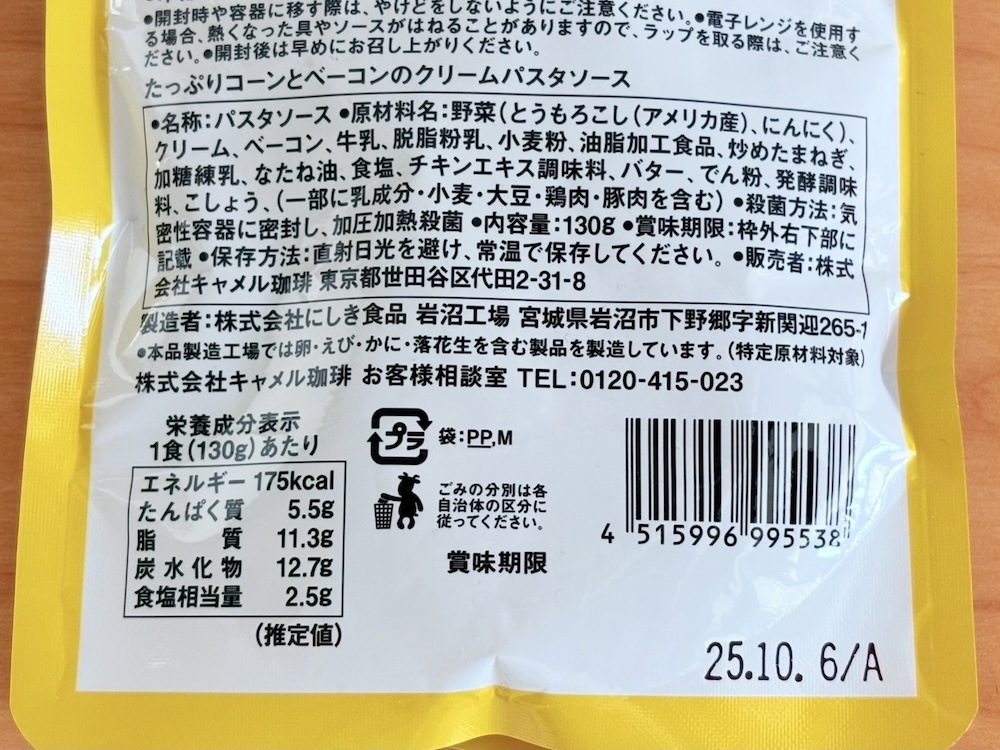 ●開封時や容器に移す際は、やけどをしないようにご注意ください。●電子レンジを使用す
る場合、熱くなった具やソースがはねることがありますので、ラップを取る際は、ご注意く
ださい。●開封後は早めにお召し上がりください。
たっぷりコーンとベーコンのクリームパスタソース
●名称:パスタソース ●原材料名:野菜(とうもろこし(アメリカ産)、にんにく)、
クリーム、ベーコン、牛乳、脱脂粉乳、小麦粉、油脂加工食品、炒めたまねぎ、
加糖練乳、なたね油、食塩、チキンエキス調味料、バター、でん粉、発酵調味
料、こしょう、(一部に乳成分・小麦・大豆・鶏肉・豚肉を含む) ●殺菌方法:気
密性容器に密封し、加圧加熱殺菌 ●内容量:130g ●賞味期限:枠外右下部に
記載 ●保存方法:直射日光を避け、常温で保存してください。 ●販売者:株式
会社キャメル珈琲 東京都世田谷区代田2-31-8
製造者:株式会社にしき食品 岩沼工場 宮城県岩沼市下野郷字新関迎265-1
●本品製造工場では卵・えび・かに・落花生を含む製品を製造しています。(特定原材料対象)
株式会社キャメル珈琲 お客様相談室 TEL:0120-415-023
栄養成分表示
1食(130g)あたり
エネルギー 175kcal
たんぱく質 5.5g
脂質 11.3g
炭水化物 12.7g
食塩相当量 2.5g
(推定値)
プラ
袋:PP,M
ごみの分別は各
自治体の区分に
従ってください。
賞味期限
4 515996 995538
25.10. 6/A